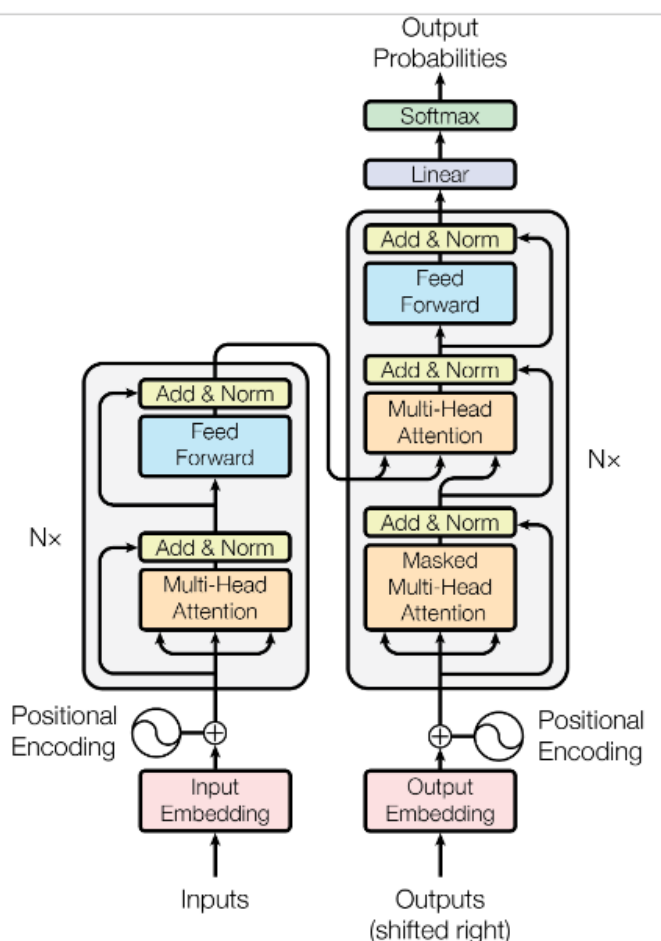 Output
Probabilities
Softmax
Linear
Add & Norm
Feed
Forward
Add & Norm
Multi-Head
Attention
Add & Norm
Masked
Multi-Head
Attention
Nx
Add & Norm
Feed
Forward
Add & Norm
Multi-Head
Attention
Nx
Positional
Encoding
Positional
Encoding
Input
Embedding
Output
Embedding
Inputs
Outputs
(shifted right)